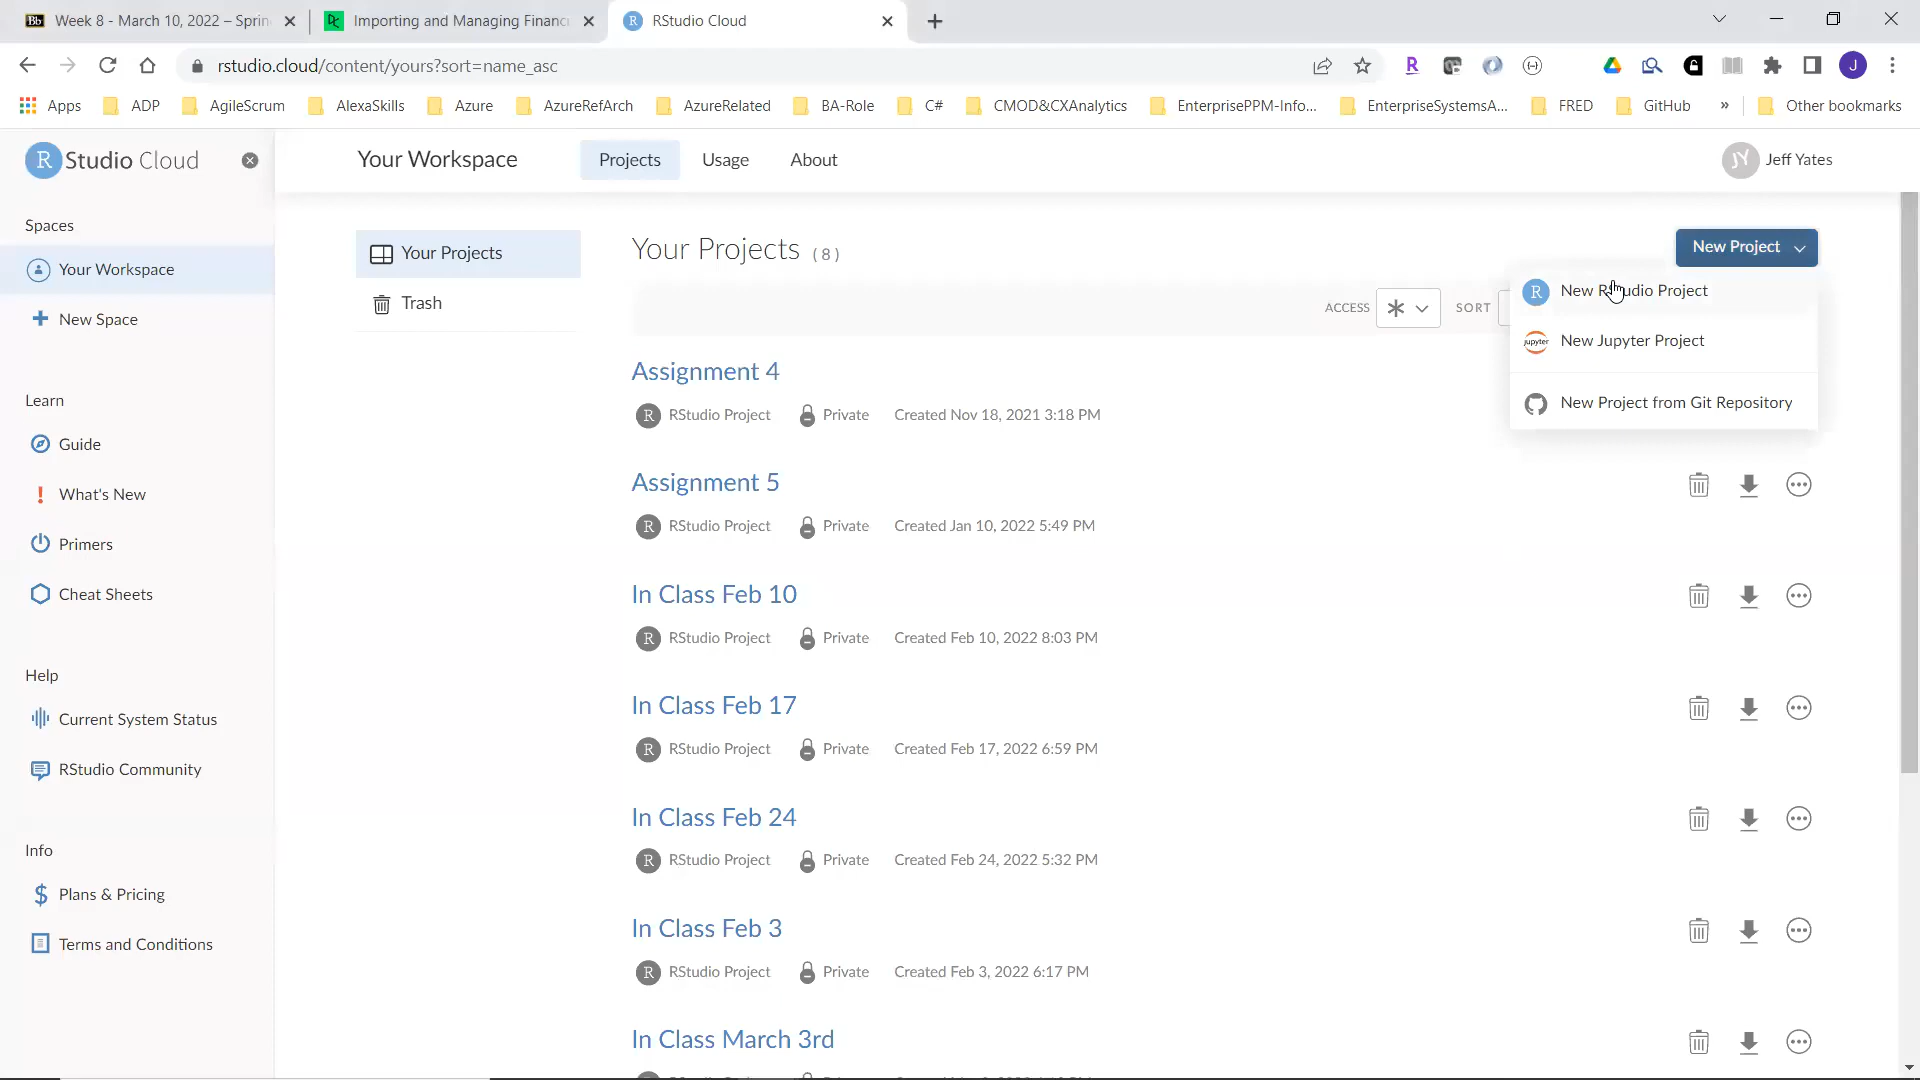 Bb Week 8 - March 10, 2022 – Sprin
Importing and Managing Financ
RStudio Cloud
rstudio.cloud/content/yours?sort=name_asc
Apps ADP AgileScrum AlexaSkills Azure AzureRefArch AzureRelated BA-Role C# CMOD&CXAnalytics EnterprisePPM-Info... EnterpriseSystemsA... FRED GitHub » Other bookmarks
R Studio Cloud
Your Workspace
Projects
Usage
About
JY Jeff Yates
Spaces
Your Workspace
New Space
Learn
Guide
What's New
Primers
Cheat Sheets
Help
Current System Status
RStudio Community
Info
Plans & Pricing
Terms and Conditions
Your Projects
Trash
Your Projects (8)
New Project
ACCESS
SORT
New RStudio Project
New Jupyter Project
New Project from Git Repository
Assignment 4
RStudio Project Private Created Nov 18, 2021 3:18 PM
Assignment 5
RStudio Project Private Created Jan 10, 2022 5:49 PM
In Class Feb 10
RStudio Project Private Created Feb 10, 2022 8:03 PM
In Class Feb 17
RStudio Project Private Created Feb 17, 2022 6:59 PM
In Class Feb 24
RStudio Project Private Created Feb 24, 2022 5:32 PM
In Class Feb 3
RStudio Project Private Created Feb 3, 2022 6:17 PM
In Class March 3rd